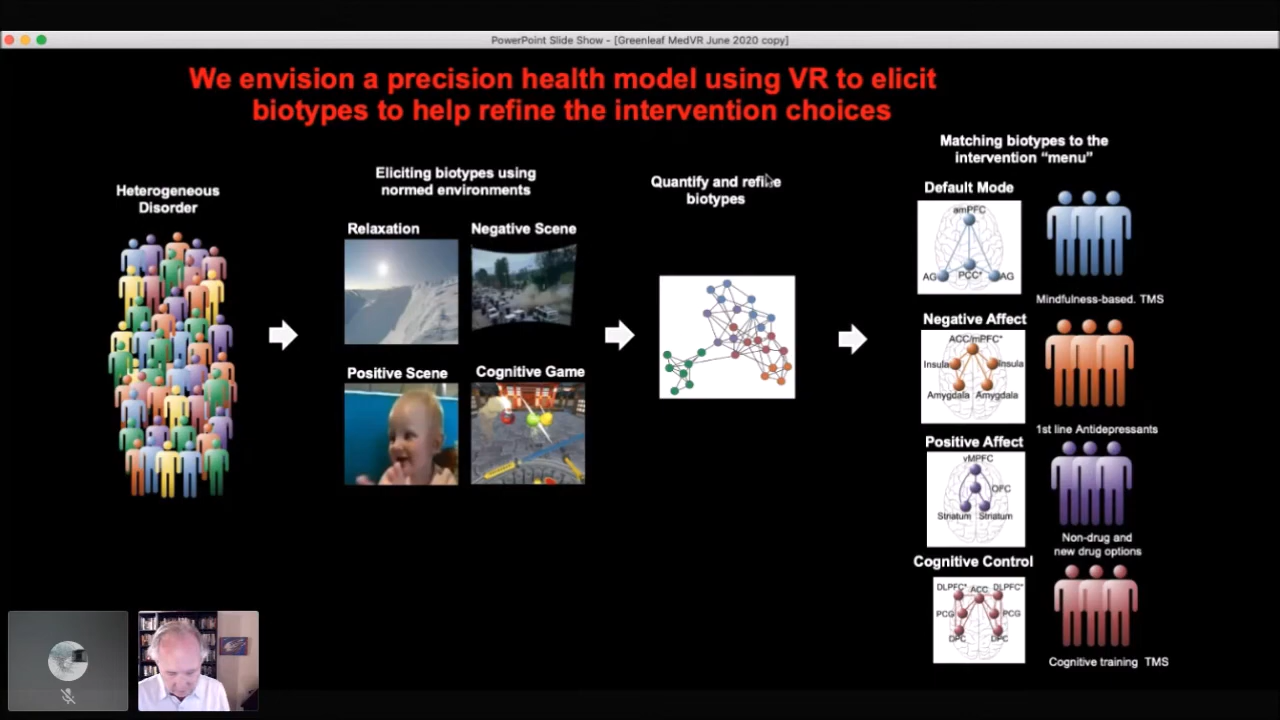 PowerPoint Slide Show - [Greenleaf MedVR June 2020 copy]
We envision a precision health model using VR to elicit
biotypes to help refine the intervention choices
Heterogeneous
Disorder
Eliciting biotypes using
normed environments
Relaxation
Negative Scene
Positive Scene
Cognitive Game
Quantify and refine
biotypes
Matching biotypes to the
intervention “menu”
Default Mode
amPFC
AG
PCC*
AG
Mindfulness-based. TMS
Negative Affect
ACC/mPFC*
Insula
Insula
Amygdala
Amygdala
1st line Antidepressants
Positive Affect
vMPFC
OFC
Striatum
Striatum
Non-drug and
new drug options
Cognitive Control
DLPFC*
ACC
DLPFC*
PCG
PCG
DPC
DPC
Cognitive training TMS